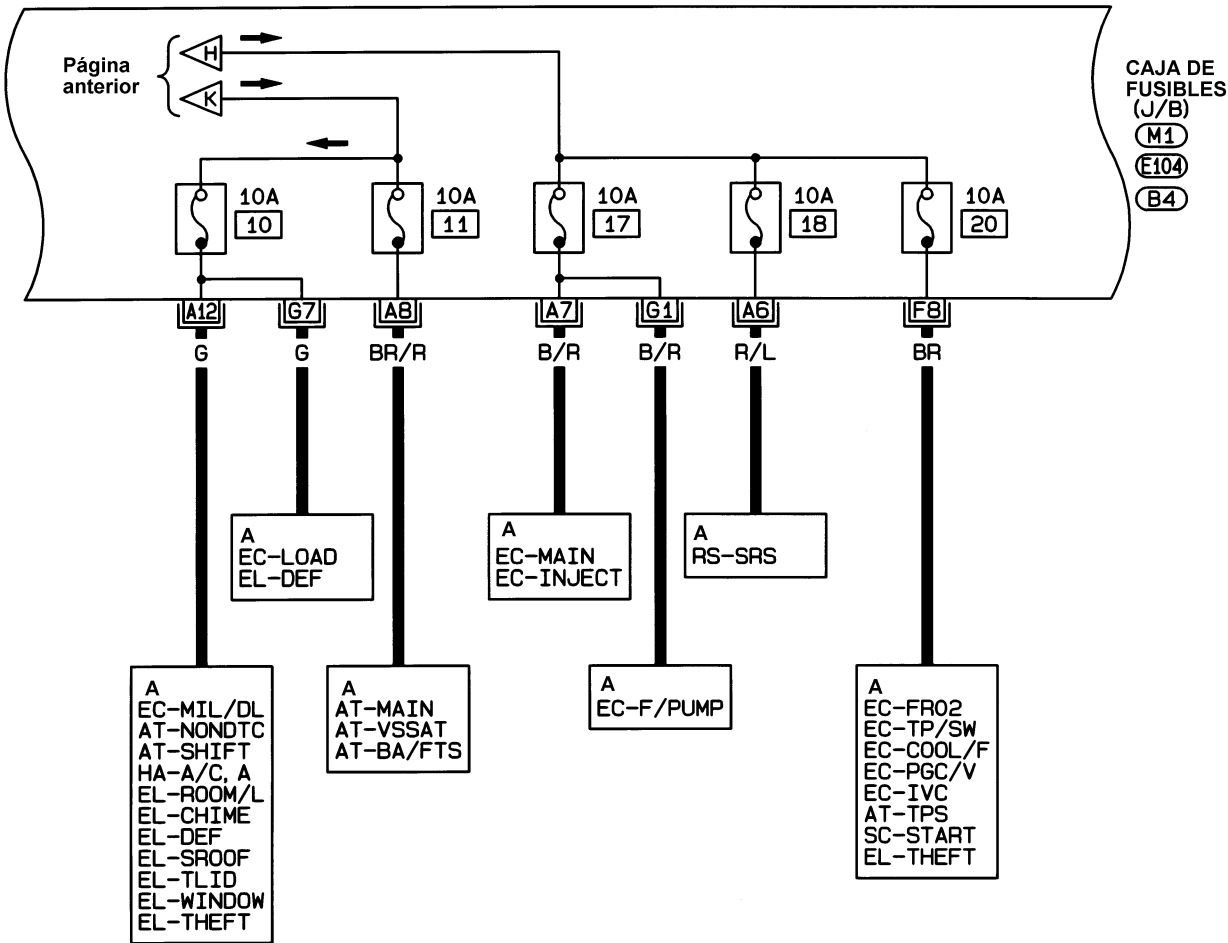 Página
anterior
H
K
CAJA DE
FUSIBLES
(J/B)
M1
E104
B4
10A
10
10A
11
10A
17
10A
18
10A
20
A12
G7
A8
A7
G1
A6
F8
G
G
BR/R
B/R
B/R
R/L
BR
A
EC-LOAD
EL-DEF
A
EC-MAIN
EC-INJECT
A
RS-SRS
A
EC-MIL/DL
AT-NONDTC
AT-SHIFT
HA-A/C, A
EL-ROOM/L
EL-CHIME
EL-DEF
EL-SROOF
EL-TLID
EL-WINDOW
EL-THEFT
A
AT-MAIN
AT-VSSAT
AT-BA/FTS
A
EC-F/PUMP
A
EC-FRO2
EC-TP/SW
EC-COOL/F
EC-PGC/V
EC-IVC
AT-TPS
SC-START
EL-THEFT